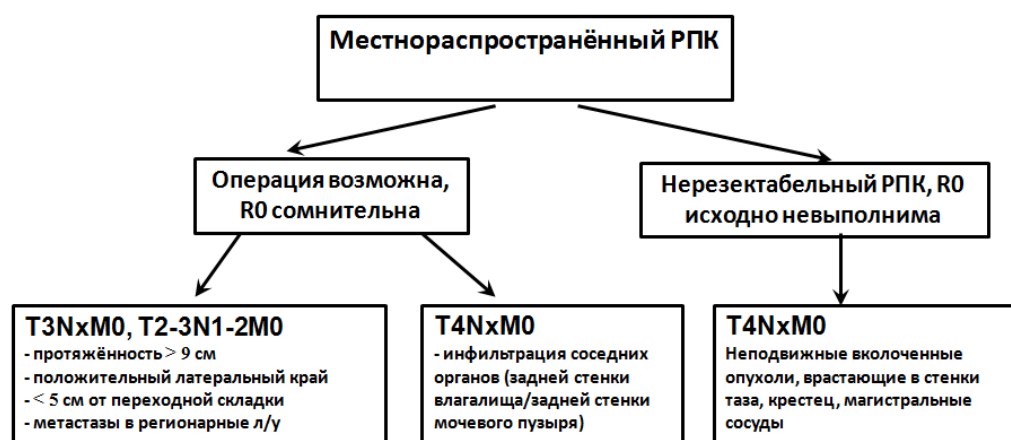 Местнораспространённый РПК
Операция возможна,
R0 сомнительна
Нерезектабельный РПК, R0
исходно невыполнима
T3NxM0, T2-3N1-2M0
- протяжённость > 9 см
- положительный латеральный край
- < 5 см от переходной складки
- метастазы в регионарные л/у
T4NxM0
- инфильтрация соседних
органов (задней стенки
влагалища/задней стенки
мочевого пузыря)
T4NxM0
Неподвижные вколоченные
опухоли, врастающие в стенки
таза, крестец, магистральные
сосуды